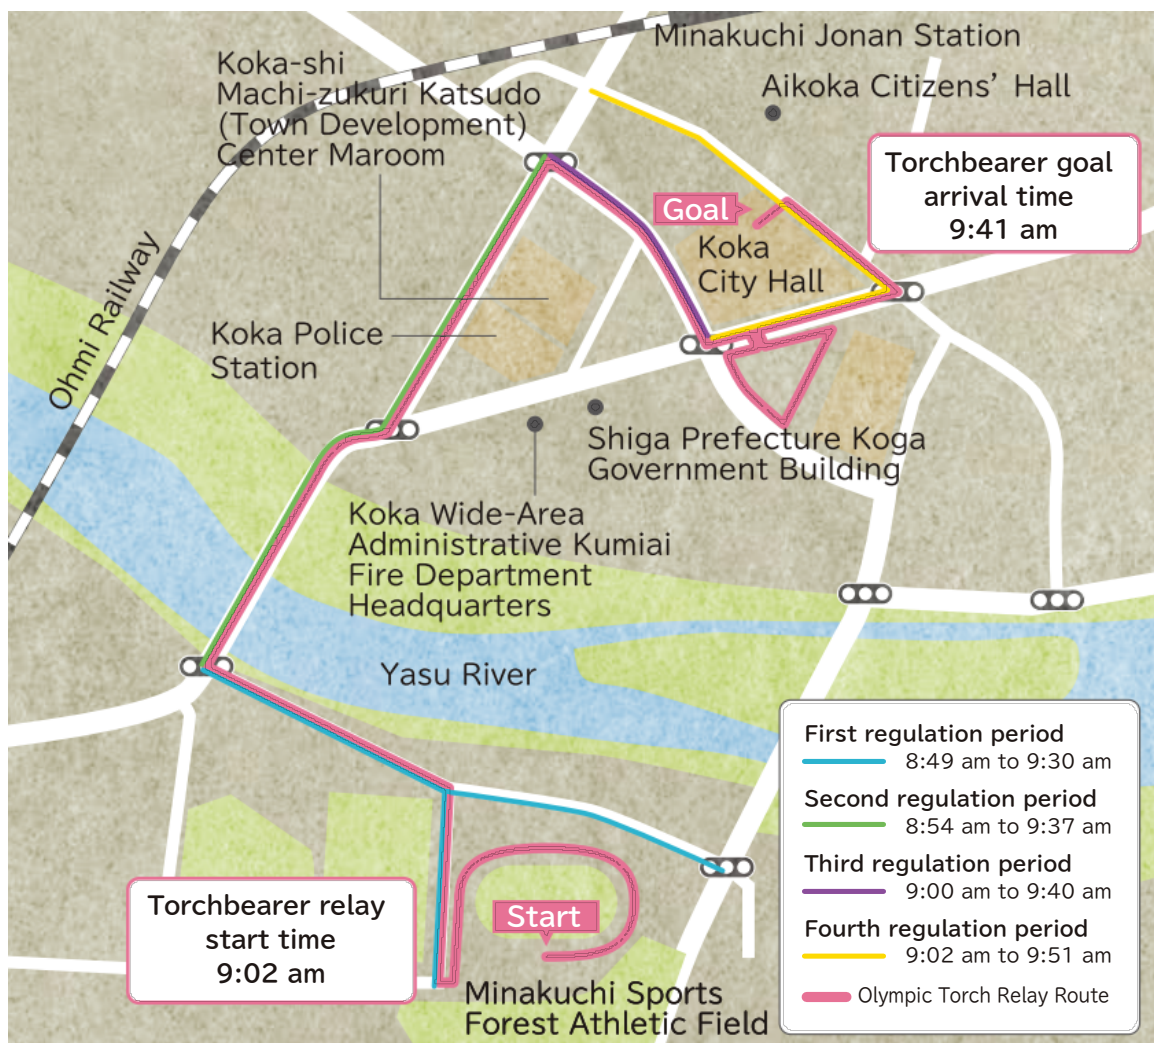 Minakuchi Jonan Station
Koka-shi
Machi-zukuri Katsudo
(Town Development)
Center Maroom
Aikoka Citizens' Hall
Torchbearer goal
arrival time
9:41 am
Goal
Koka
City Hall
Ohmi Railway
Koka Police
Station
Shiga Prefecture Koga
Government Building
Koka Wide-Area
Administrative Kumiai
Fire Department
Headquarters
Yasu River
First regulation period
8:49 am to 9:30 am
Second regulation period
8:54 am to 9:37 am
Third regulation period
9:00 am to 9:40 am
Fourth regulation period
9:02 am to 9:51 am
Olympic Torch Relay Route
Torchbearer relay
start time
9:02 am
Start
Minakuchi Sports
Forest Athletic Field